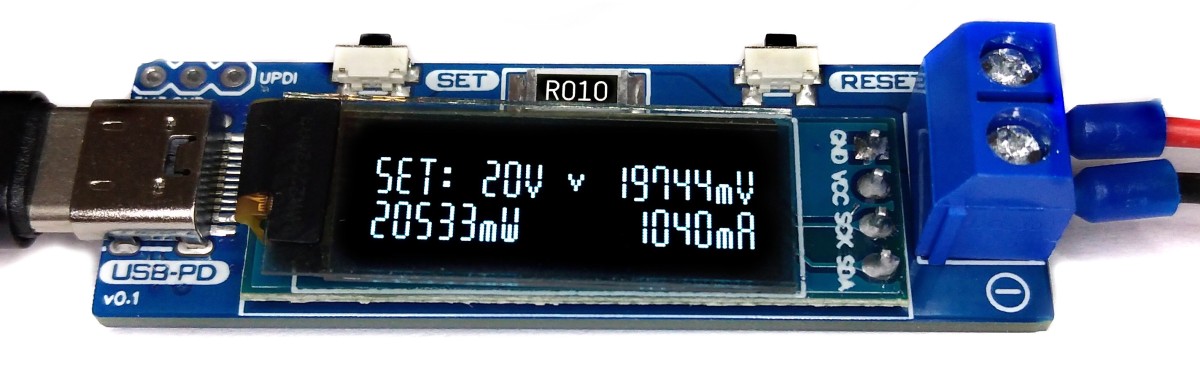 UPDI
SET
R010
RESET
GND
VCC
SCK
SDA
SET: 20V v 19744mV
20533mW 1040mA
USB-PD
v0.1